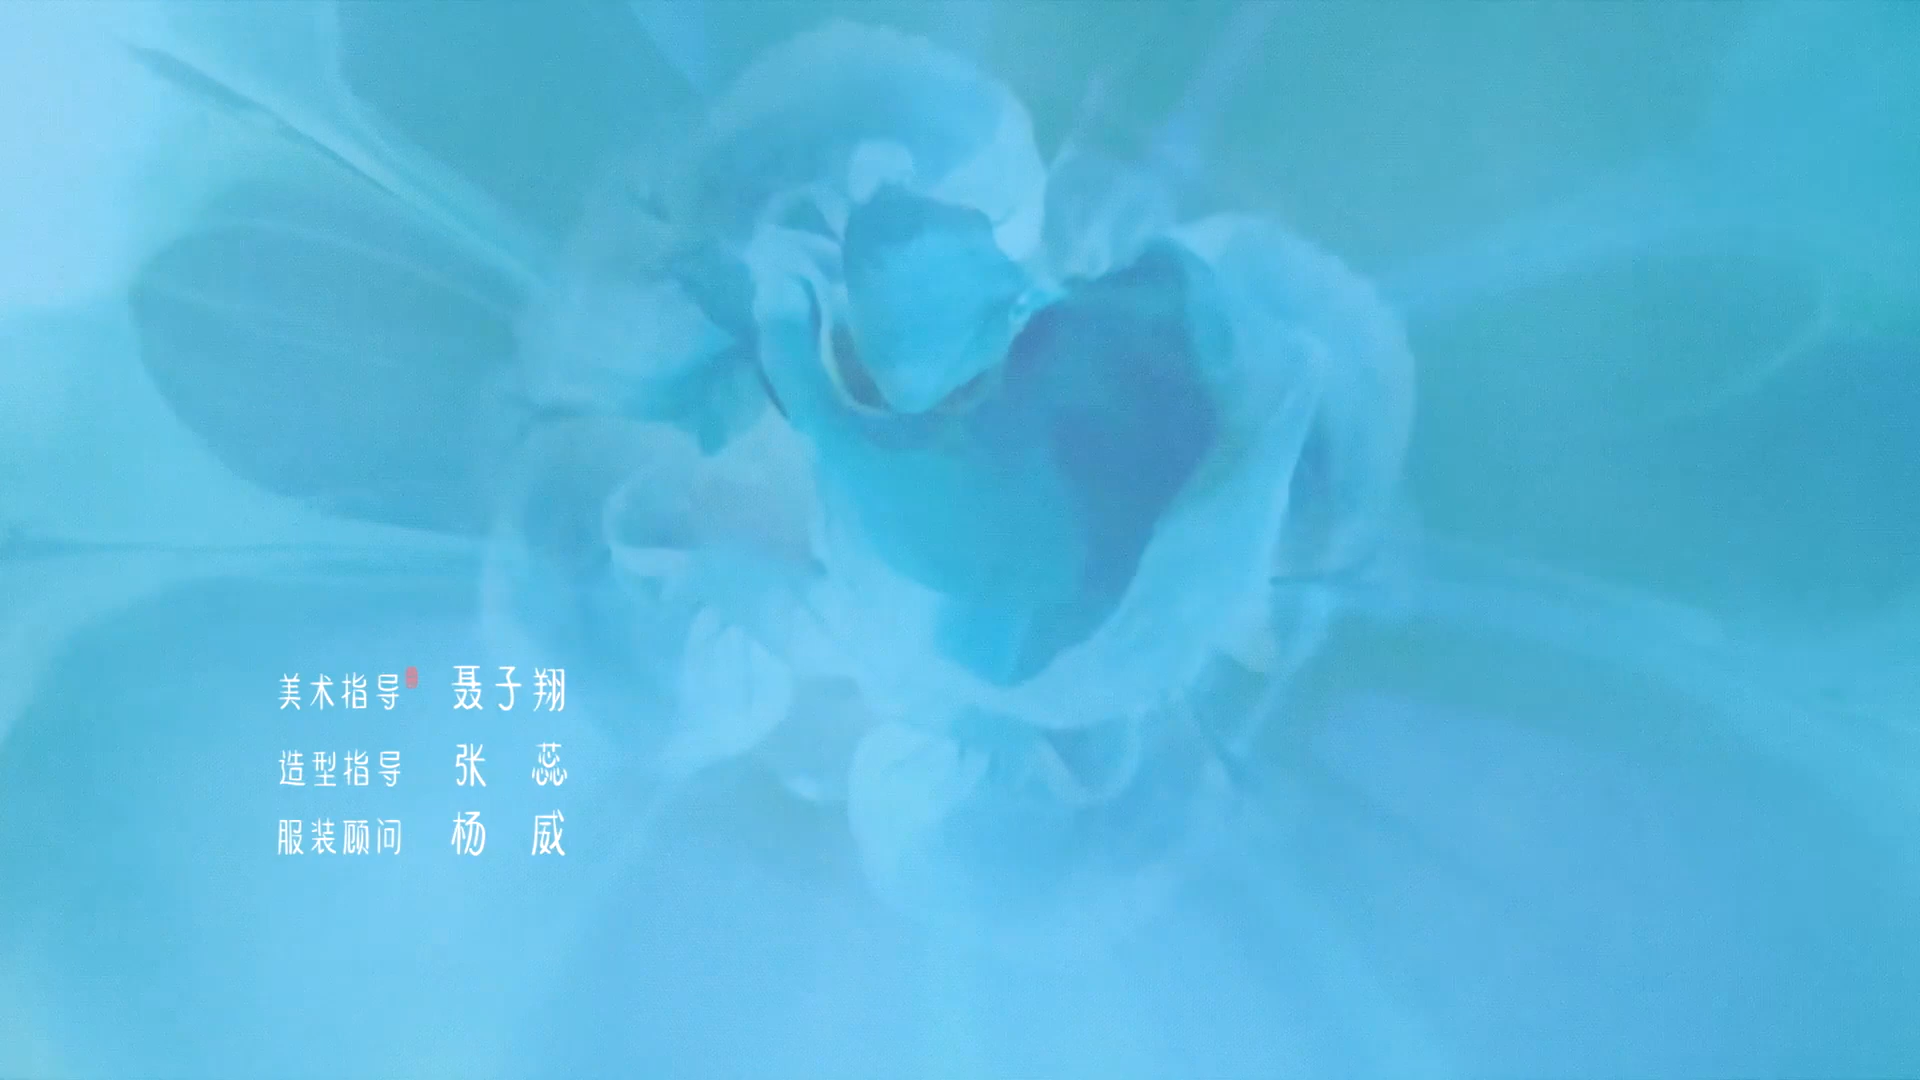 美术指导 聂子翔
造型指导 张蕊
服装顾问 杨威